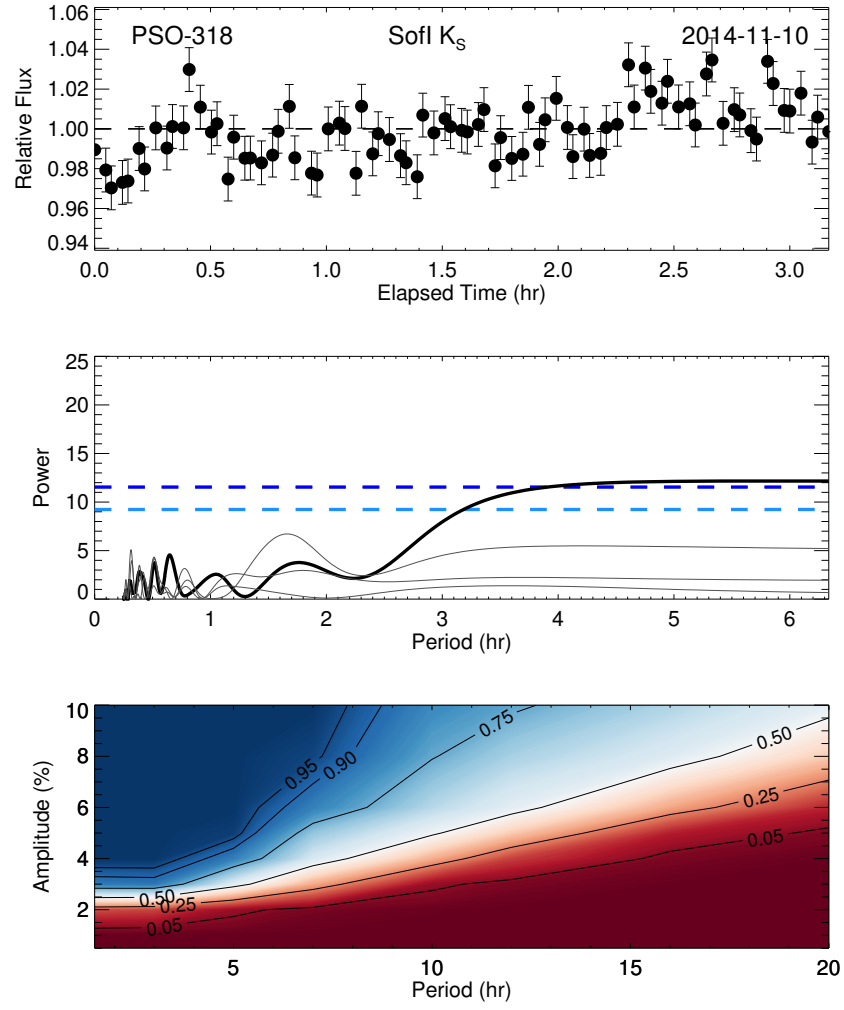 PSO-318 SofI K_S 2014-11-10
Relative Flux
1.06
1.04
1.02
1.00
0.98
0.96
0.94
0.0 0.5 1.0 1.5 2.0 2.5 3.0
Elapsed Time (hr)
Power
25
20
15
10
5
0
0 1 2 3 4 5 6
Period (hr)
Amplitude (%)
10
8
6
4
2
0.95
0.90
0.75
0.50
0.25
0.05
0.50
0.25
0.05
5 10 15 20
Period (hr)